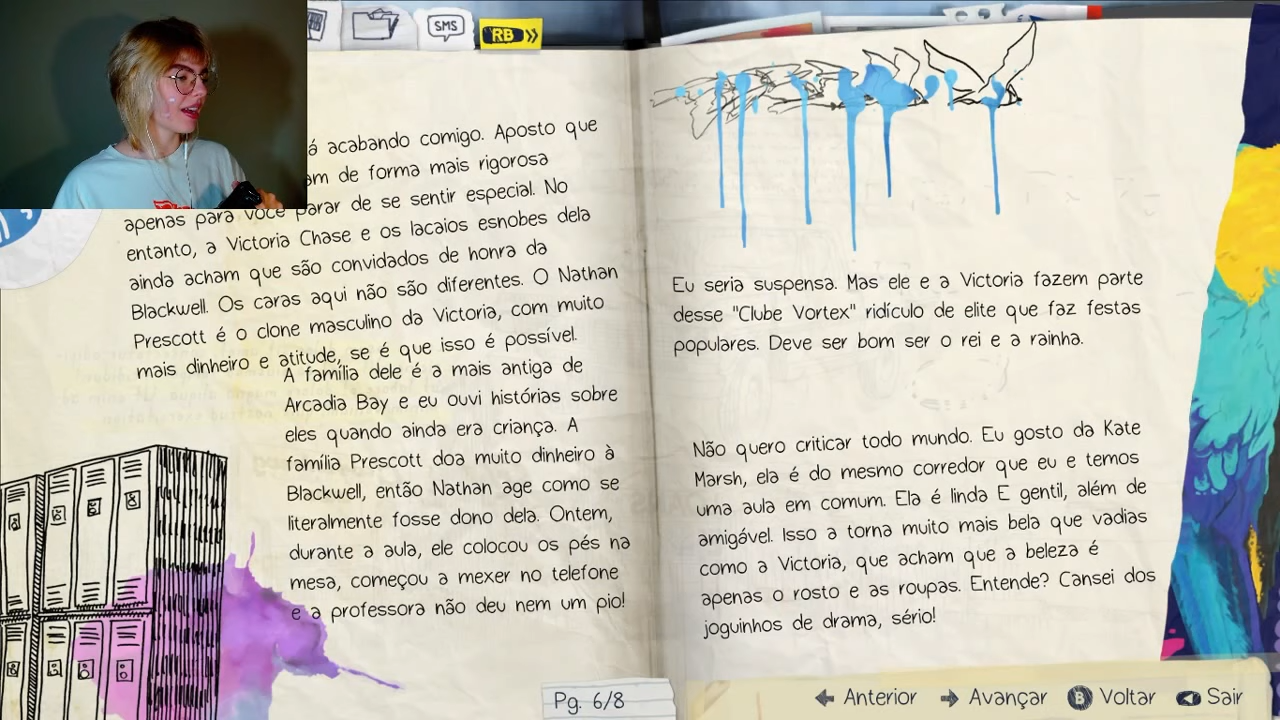 SMS
RB
á acabando comigo. Aposto que
am de forma mais rigorosa
apenas para você parar de se sentir especial. No
entanto, a Victoria Chase e os lacaios esnobes dela
ainda acham que são convidados de honra da
Blackwell. Os caras aqui não são diferentes. O Nathan
Prescott é o clone masculino da Victoria, com muito
mais dinheiro e atitude, se é que isso é possível.
A família dele é a mais antiga de
Arcadia Bay e eu ouvi histórias sobre
eles quando ainda era criança. A
família Prescott doa muito dinheiro à
Blackwell, então Nathan age como se
literalmente fosse dono dela. Ontem,
durante a aula, ele colocou os pés na
mesa, começou a mexer no telefone
e a professora não deu nem um pio!
Eu seria suspensa. Mas ele e a Victoria fazem parte
desse "Clube Vortex" ridículo de elite que faz festas
populares. Deve ser bom ser o rei e a rainha.
Não quero criticar todo mundo. Eu gosto da Kate
Marsh, ela é do mesmo corredor que eu e temos
uma aula em comum. Ela é linda E gentil, além de
amigável. Isso a torna muito mais bela que vadias
como a Victoria, que acham que a beleza é
apenas o rosto e as roupas. Entende? Cansei dos
joguinhos de drama, sério!
Pg. 6/8
Anterior
Avançar
B Voltar
Sair